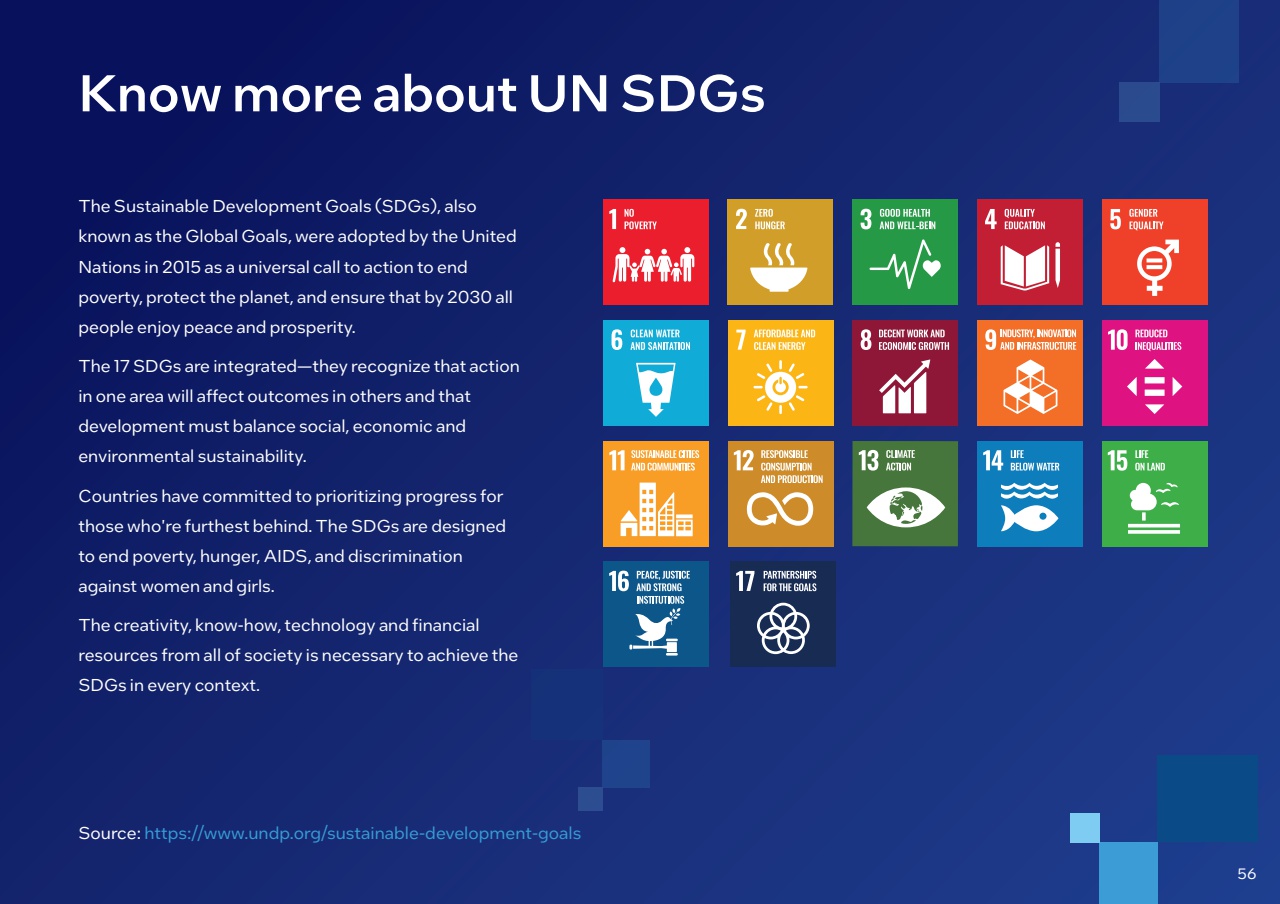 Know more about UN SDGs
The Sustainable Development Goals (SDGs), also
known as the Global Goals, were adopted by the United
Nations in 2015 as a universal call to action to end
poverty, protect the planet, and ensure that by 2030 all
people enjoy peace and prosperity.
The 17 SDGs are integrated—they recognize that action
in one area will affect outcomes in others and that
development must balance social, economic and
environmental sustainability.
Countries have committed to prioritizing progress for
those who're furthest behind. The SDGs are designed
to end poverty, hunger, AIDS, and discrimination
against women and girls.
The creativity, know-how, technology and financial
resources from all of society is necessary to achieve the
SDGs in every context.
1 NO
POVERTY
2 ZERO
HUNGER
3 GOOD HEALTH
AND WELL-BEIN
4 QUALITY
EDUCATION
5 GENDER
EQUALITY
6 CLEAN WATER
AND SANITATION
7 AFFORDABLE AND
CLEAN ENERGY
8 DECENT WORK AND
ECONOMIC GROWTH
9 INDUSTRY, INNOVATION
AND INFRASTRUCTURE
10 REDUCED
INEQUALITIES
11 SUSTAINABLE CITIES
AND COMMUNITIES
12 RESPONSIBLE
CONSUMPTION
AND PRODUCTION
13 CLIMATE
ACTION
14 LIFE
BELOW WATER
15 LIFE
ON LAND
16 PEACE, JUSTICE
AND STRONG
INSTITUTIONS
17 PARTNERSHIPS
FOR THE GOALS
Source: https://www.undp.org/sustainable-development-goals
56